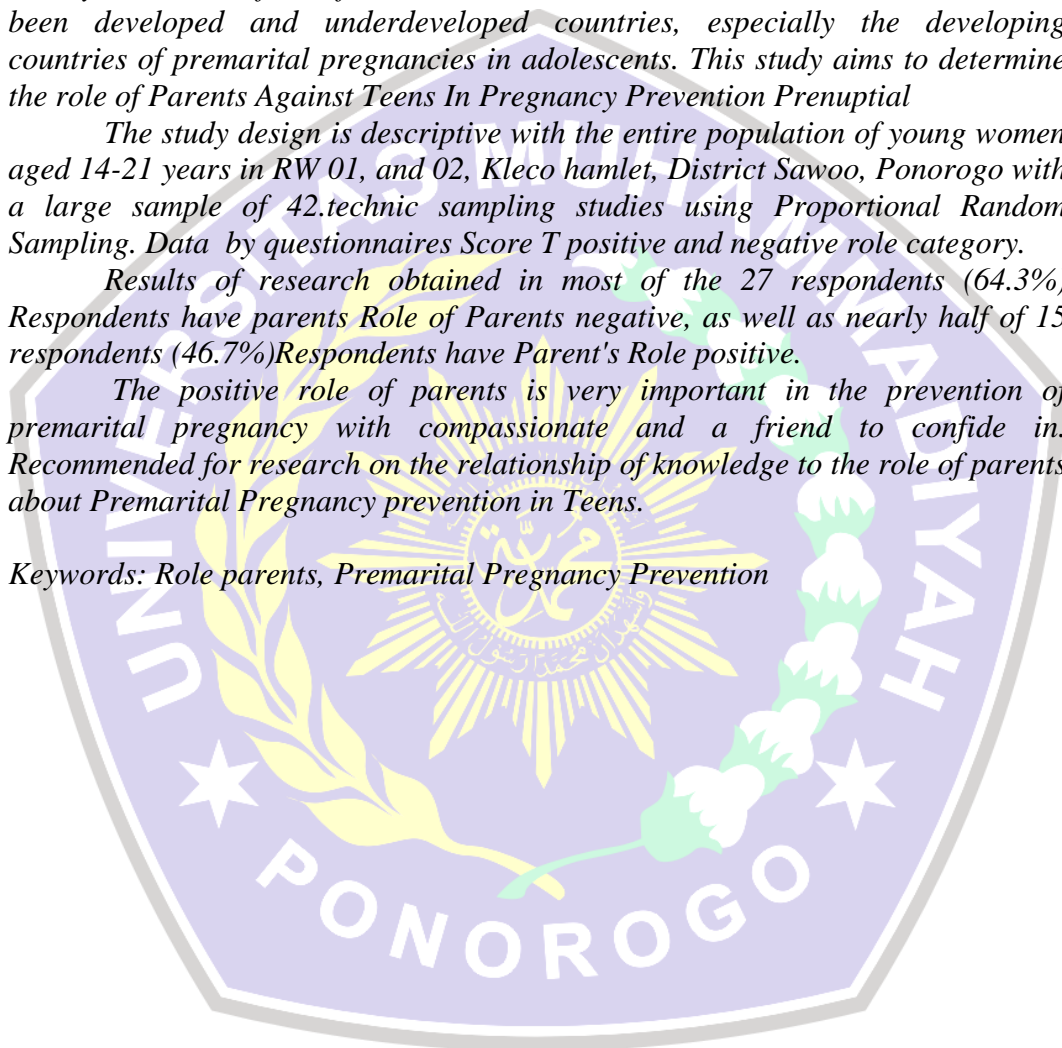 been developed and underdeveloped countries, especially the developing
countries of premarital pregnancies in adolescents. This study aims to determine
the role of Parents Against Teens In Pregnancy Prevention Prenuptial
The study design is descriptive with the entire population of young women
aged 14-21 years in RW 01, and 02, Kleco hamlet, District Sawoo, Ponorogo with
a large sample of 42.technic sampling studies using Proportional Random
Sampling. Data by questionnaires Score T positive and negative role category.
Results of research obtained in most of the 27 respondents (64.3%)
Respondents have parents Role of Parents negative, as well as nearly half of 15
respondents (46.7%)Respondents have Parent's Role positive.
The positive role of parents is very important in the prevention of
premarital pregnancy with compassionate and a friend to confide in.
Recommended for research on the relationship of knowledge to the role of parents
about Premarital Pregnancy prevention in Teens.
Keywords: Role parents, Premarital Pregnancy Prevention
UNIVERSITAS MUHAMMADIYAH
PONOROGO